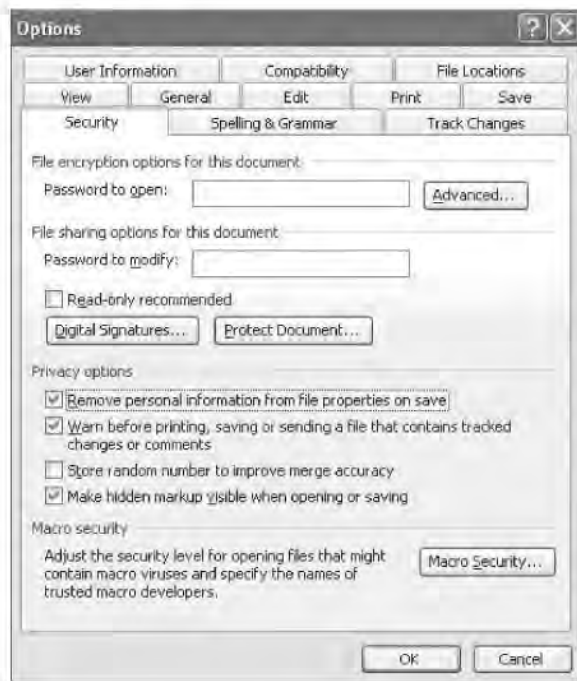 Options
User Information Compatibility File Locations
View General Edit Print Save
Security Spelling & Grammar Track Changes
File encryption options for this document
Password to open: Advanced...
File sharing options for this document
Password to modify:
Read-only recommended
Digital Signatures... Protect Document...
Privacy options
Remove personal information from file properties on save
Warn before printing, saving or sending a file that contains tracked
changes or comments
Store random number to improve merge accuracy
Make hidden markup visible when opening or saving
Macro security
Adjust the security level for opening files that might
contain macro viruses and specify the names of
trusted macro developers.
Macro Security...
OK Cancel